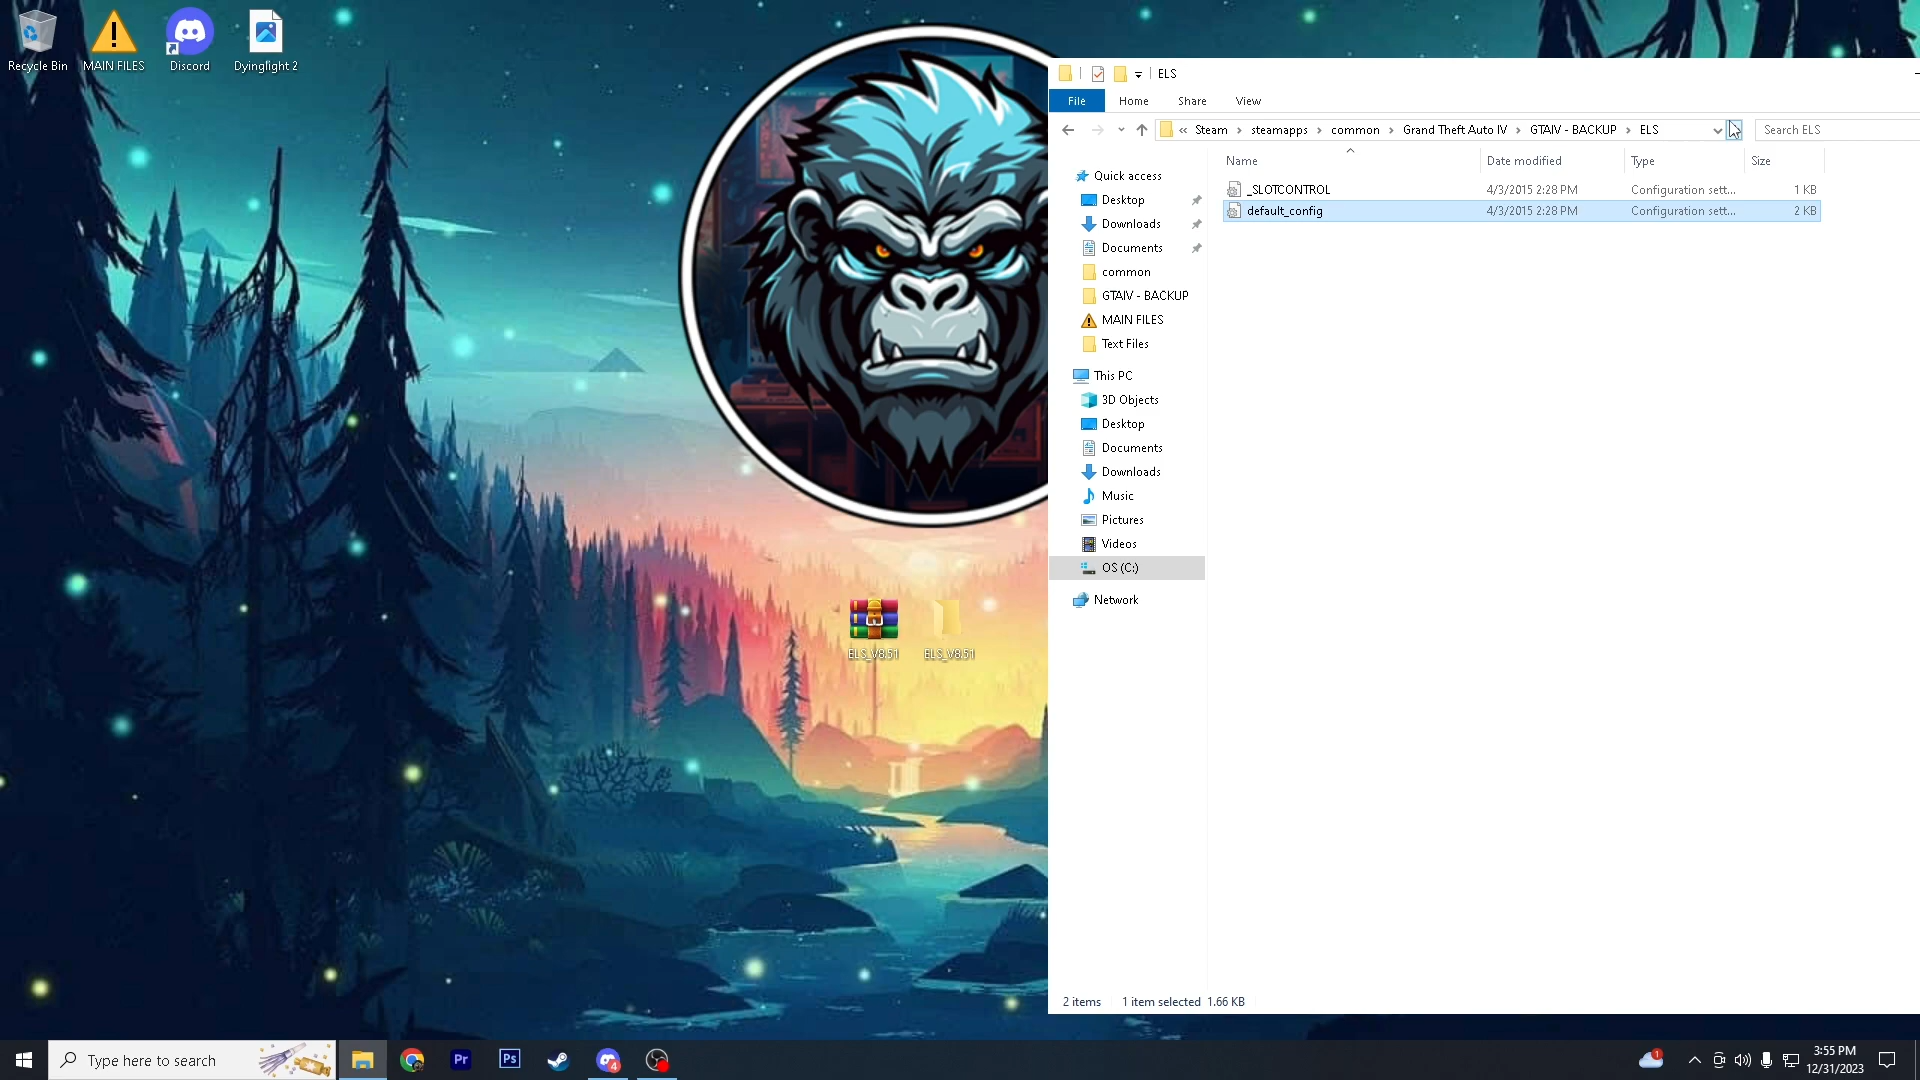 Recycle Bin
MAIN FILES
Discord
Dyinglight 2
ELS_V8.51
ELS_V8.51
ELS
File
Home
Share
View
« Steam › steamapps › common › Grand Theft Auto IV › GTAIV - BACKUP › ELS
Search ELS
Name
Date modified
Type
Size
_SLOTCONTROL
4/3/2015 2:28 PM
Configuration sett...
1 KB
default_config
4/3/2015 2:28 PM
Configuration sett...
2 KB
Quick access
Desktop
Downloads
Documents
common
GTAIV - BACKUP
MAIN FILES
Text Files
This PC
3D Objects
Desktop
Documents
Downloads
Music
Pictures
Videos
OS (C:)
Network
2 items
1 item selected 1.66 KB
Type here to search
Pr
Ps
4
1
3:55 PM
12/31/2023